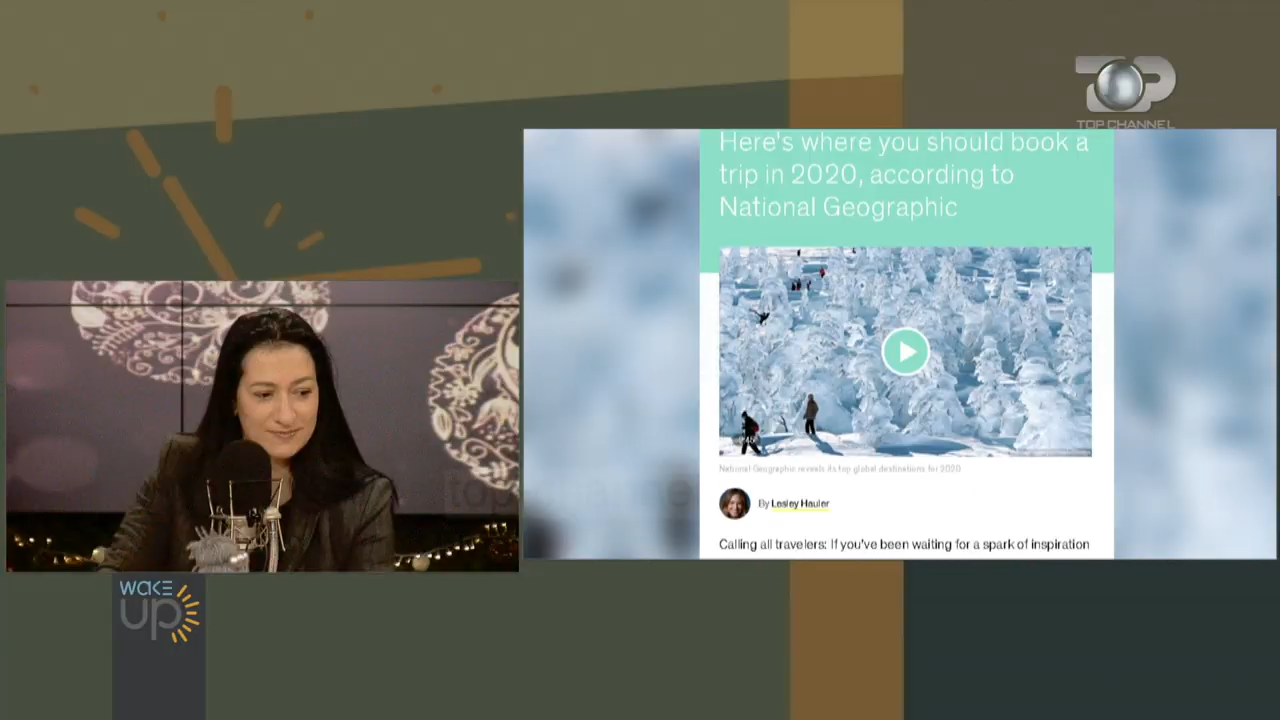 TOP CHANNEL
Here's where you should book a
trip in 2020, according to
National Geographic
National Geographic reveals its top global destinations for 2020
By Lesley Hauler
Calling all travelers: If you've been waiting for a spark of inspiration
WAKE
up